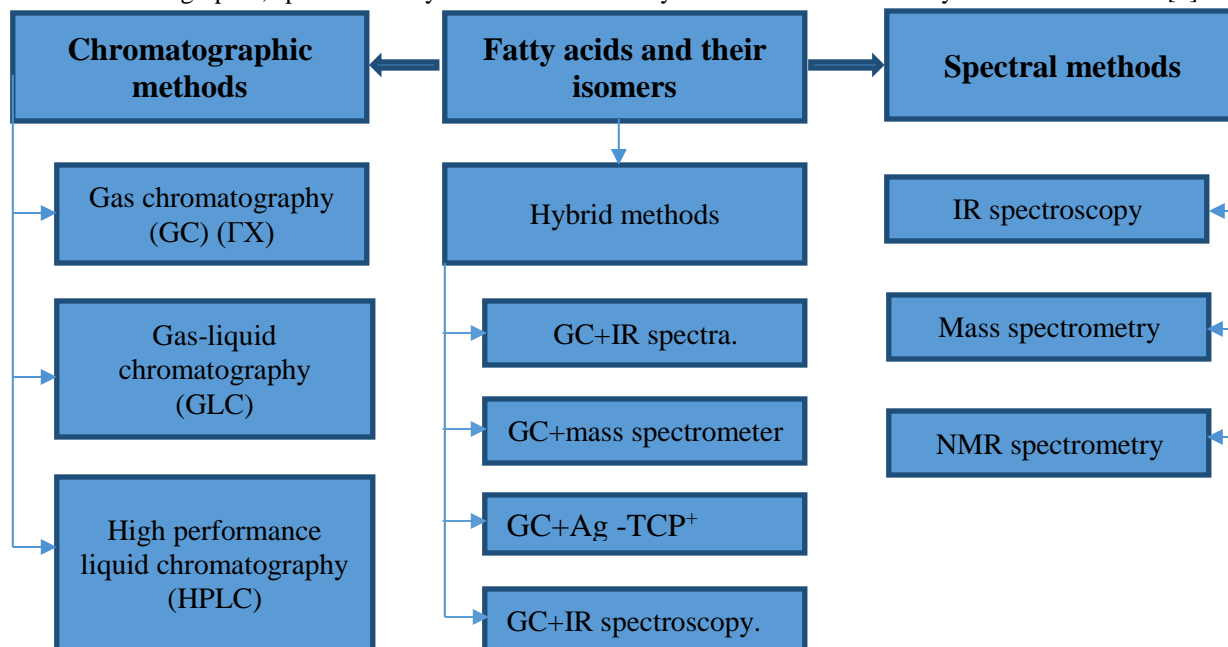 Chromatographic
methods
Fatty acids and their
isomers
Spectral methods
Gas chromatography
(GC) (ГХ)
Gas-liquid
chromatography
(GLC)
High performance
liquid chromatography
(HPLC)
Hybrid methods
GC+IR spectra.
GC+mass spectrometer
GC+Ag -TCP⁺
GC+IR spectroscopy.
IR spectroscopy
Mass spectrometry
NMR spectrometry